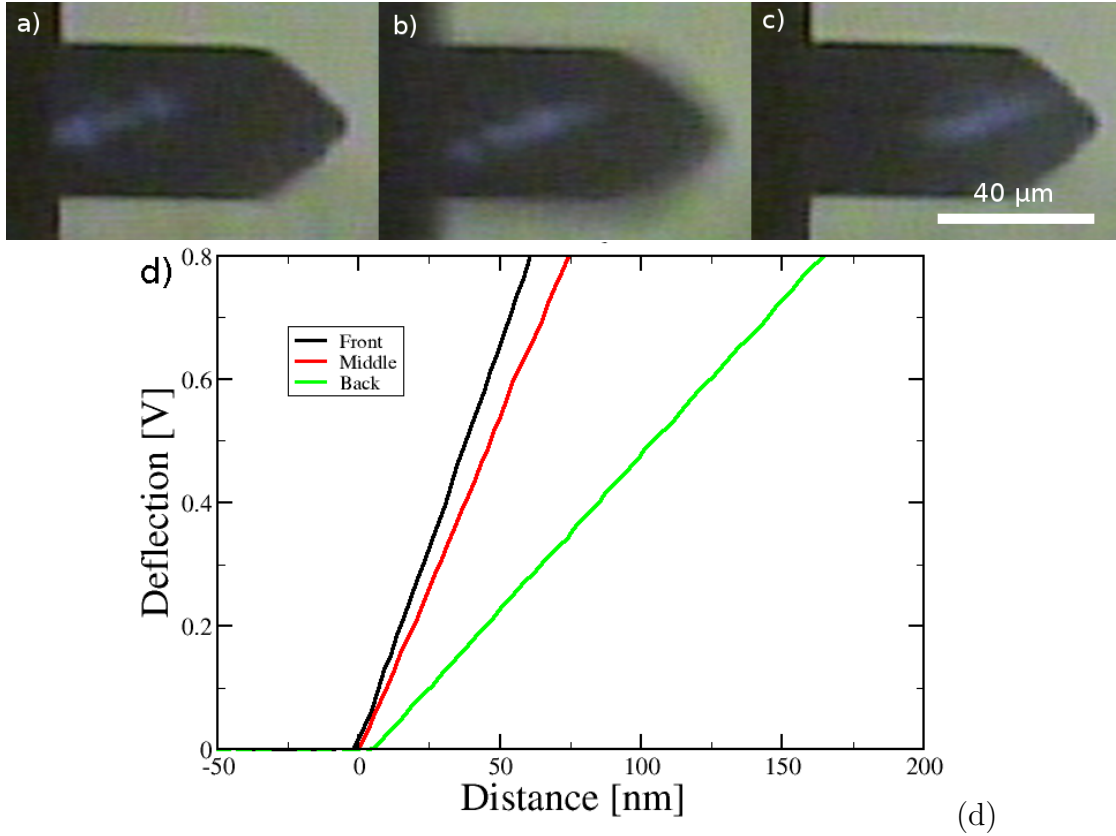 a)
b)
c)
40 μm
d)
0.8
0.6
0.4
0.2
0
Deflection [V]
Front
Middle
Back
-50
0
50
100
150
200
Distance [nm]
(d)